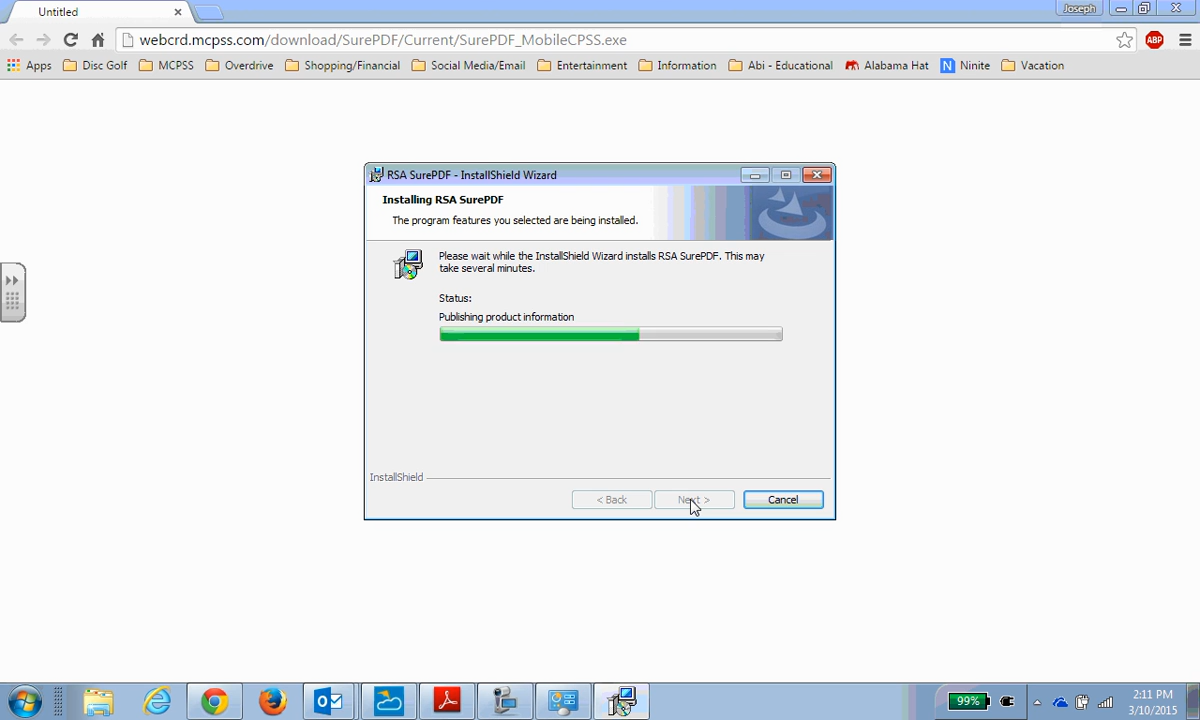 Untitled
Joseph
webcrd.mcpss.com/download/SurePDF/Current/SurePDF_MobileCPSS.exe
ABP
Apps
Disc Golf
MCPSS
Overdrive
Shopping/Financial
Social Media/Email
Entertainment
Information
Abi - Educational
Alabama Hat
N
Ninite
Vacation
RSA SurePDF - InstallShield Wizard
Installing RSA SurePDF
The program features you selected are being installed.
Please wait while the InstallShield Wizard installs RSA SurePDF. This may
take several minutes.
Status:
Publishing product information
InstallShield
< Back
Next >
Cancel
99%
2:11 PM
3/10/2015